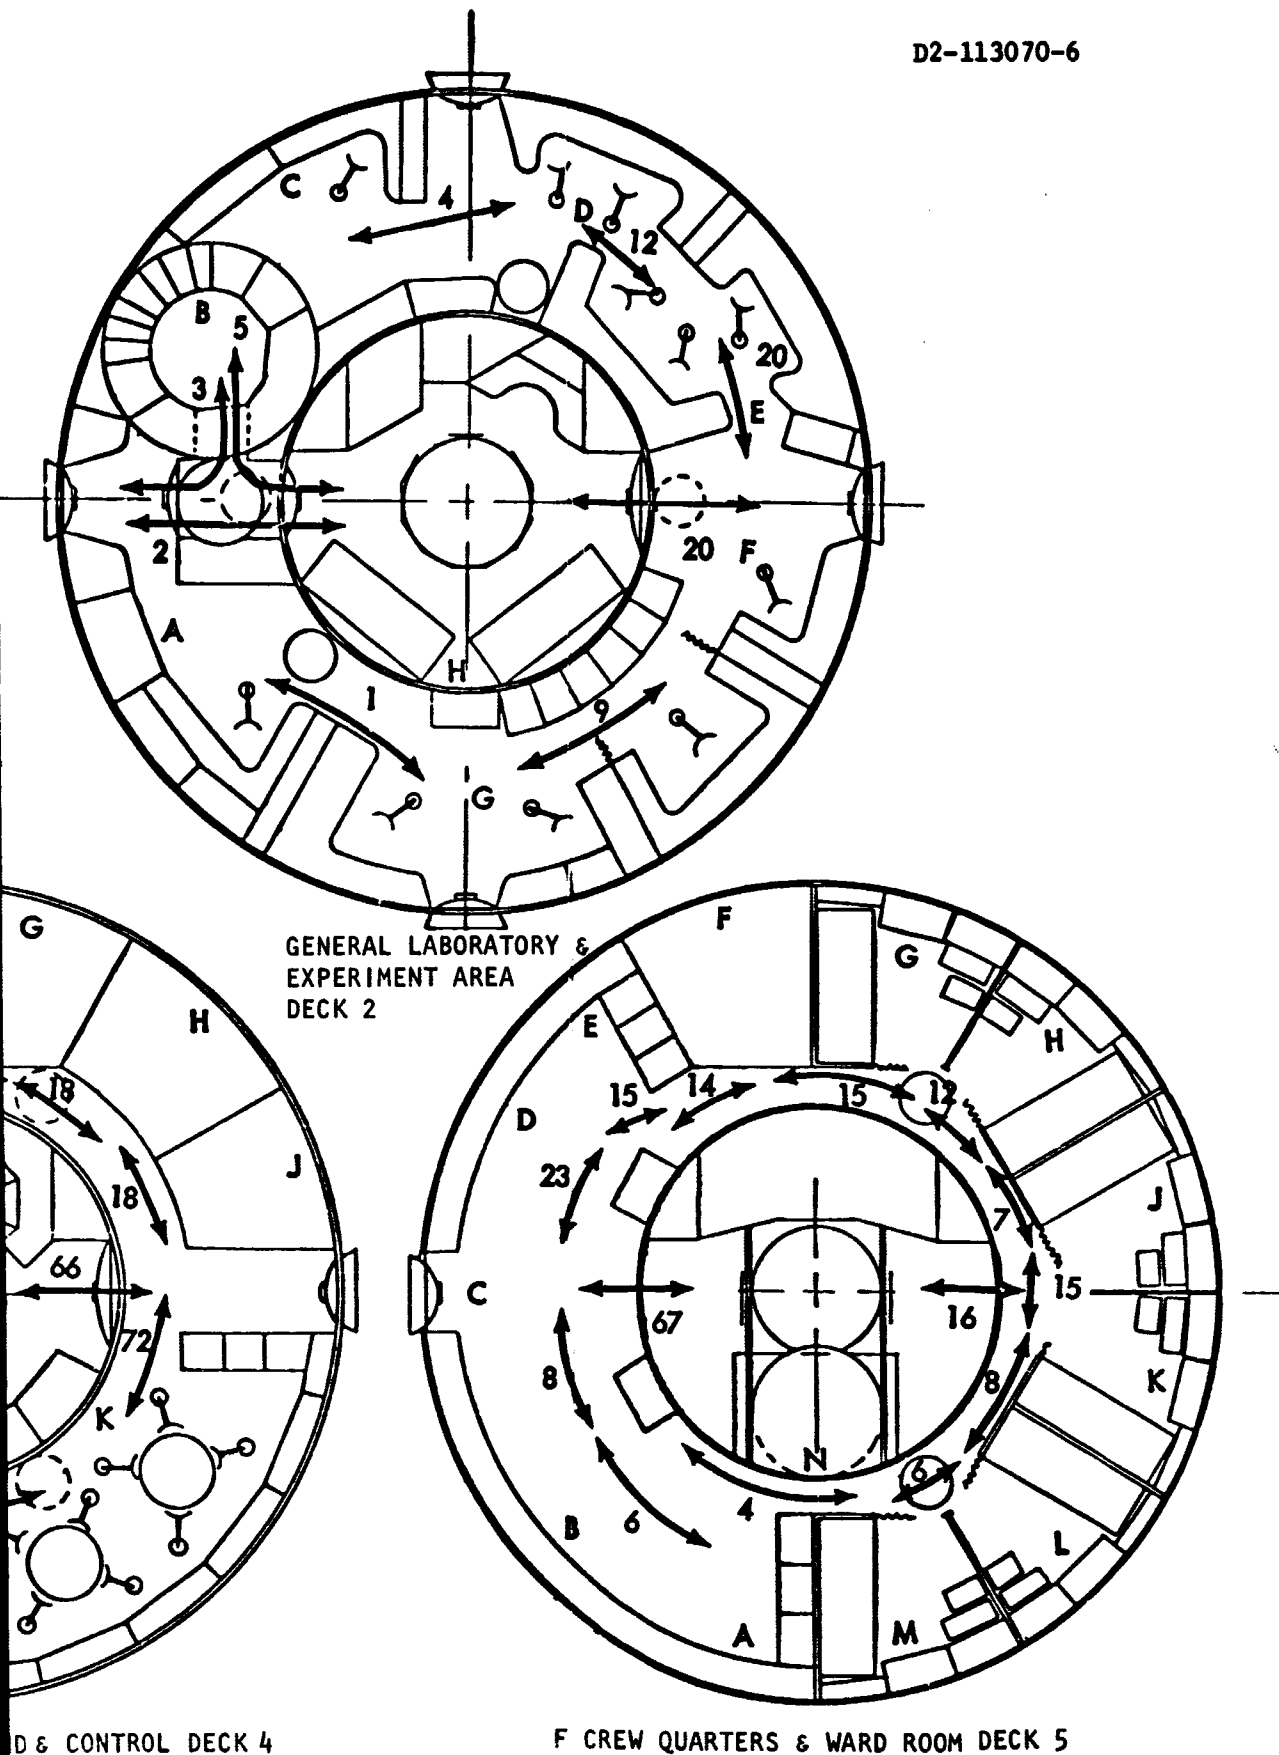 D2-113070-6
C
4
D
12
B
5
20
3
E
2
20
F
A
H
1
9
G
GENERAL LABORATORY &
EXPERIMENT AREA
DECK 2
G
H
J
18
18
66
72
K
F
G
E
H
15
14
15
12
D
23
7
J
C
67
16
15
8
8
K
N
6
B
6
4
L
A
M
D & CONTROL DECK 4
F CREW QUARTERS & WARD ROOM DECK 5